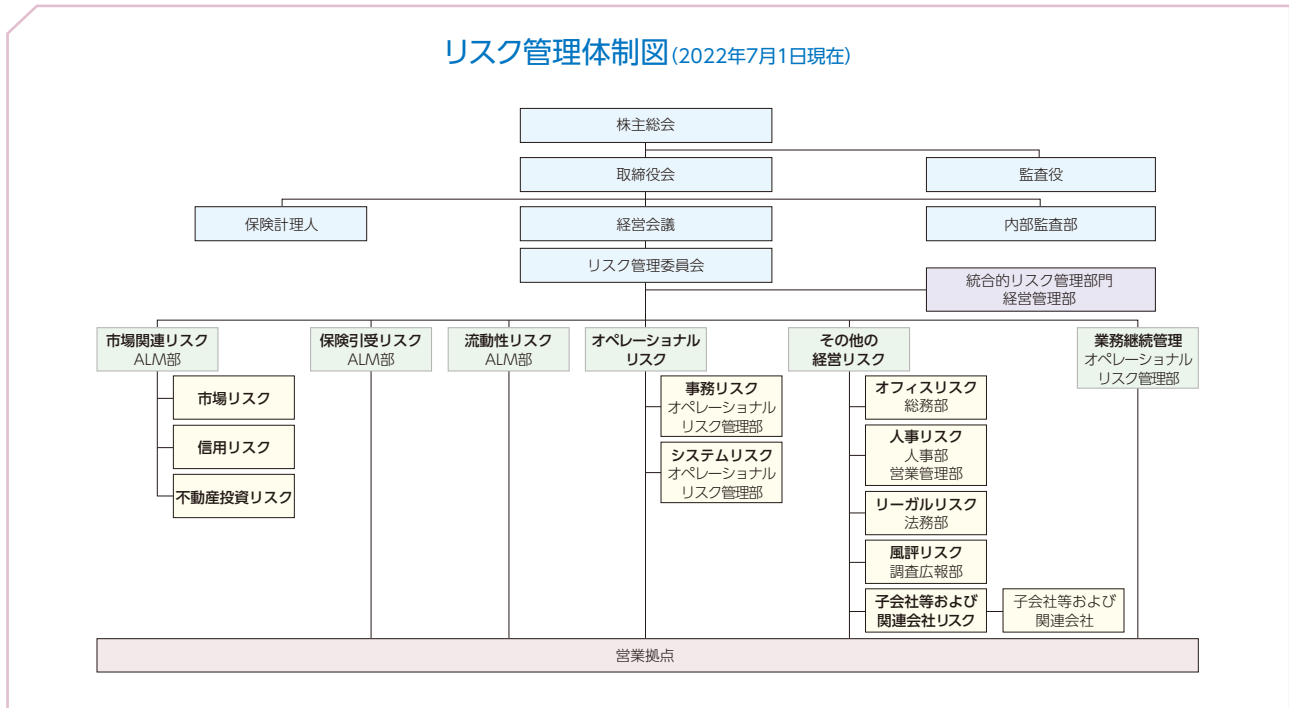 リスク管理体制図(2022年7月1日現在)
株主総会
取締役会
監査役
保険計理人
経営会議
内部監査部
リスク管理委員会
統合的リスク管理部門
経営管理部
市場関連リスク
ALM部
保険引受リスク
ALM部
流動性リスク
ALM部
オペレーショナル
リスク
その他の
経営リスク
業務継続管理
オペレーショナル
リスク管理部
市場リスク
信用リスク
不動産投資リスク
事務リスク
オペレーショナル
リスク管理部
システムリスク
オペレーショナル
リスク管理部
オフィスリスク
総務部
人事リスク
人事部
営業管理部
リーガルリスク
法務部
風評リスク
調査広報部
子会社等および
関連会社リスク
子会社等および
関連会社
営業拠点